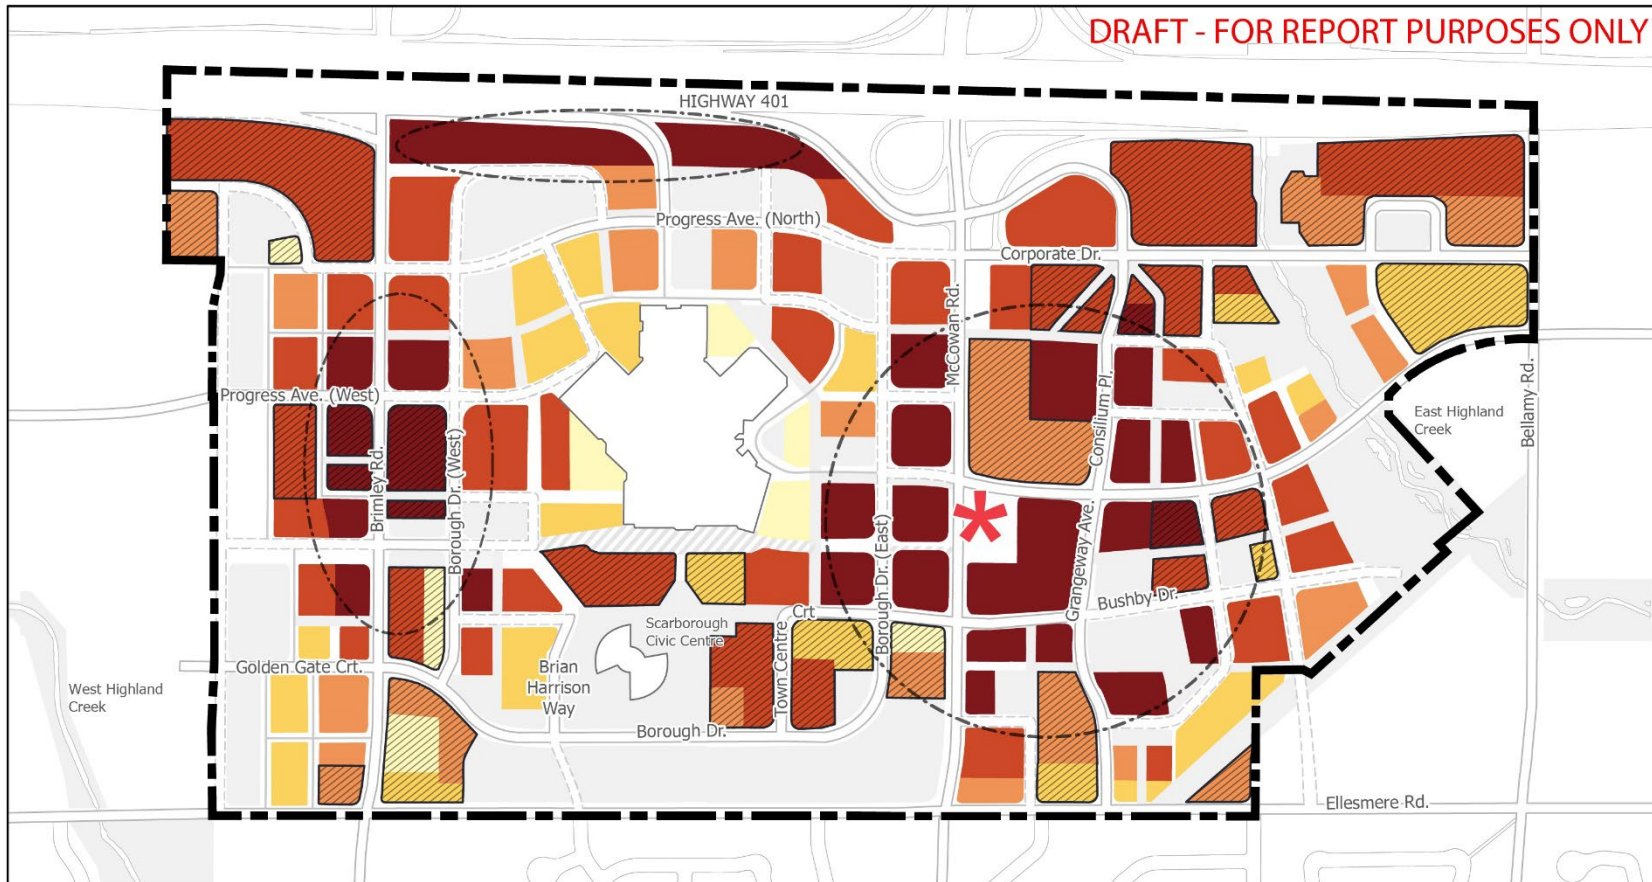 DRAFT - FOR REPORT PURPOSES ONLY
HIGHWAY 401
Progress Ave. (North)
Corporate Dr.
McCowan Rd.
Progress Ave. (West)
Consilium Pl.
East Highland
Creek
Bellamy Rd.
Brimley Rd.
Borough Dr. (West)
Borough Dr. (East)
Grangeway Ave.
Bushby Dr.
Crt
Town Centre
Scarborough
Civic Centre
Golden Gate Crt.
Brian
Harrison
Way
West Highland
Creek
Borough Dr.
Ellesmere Rd.